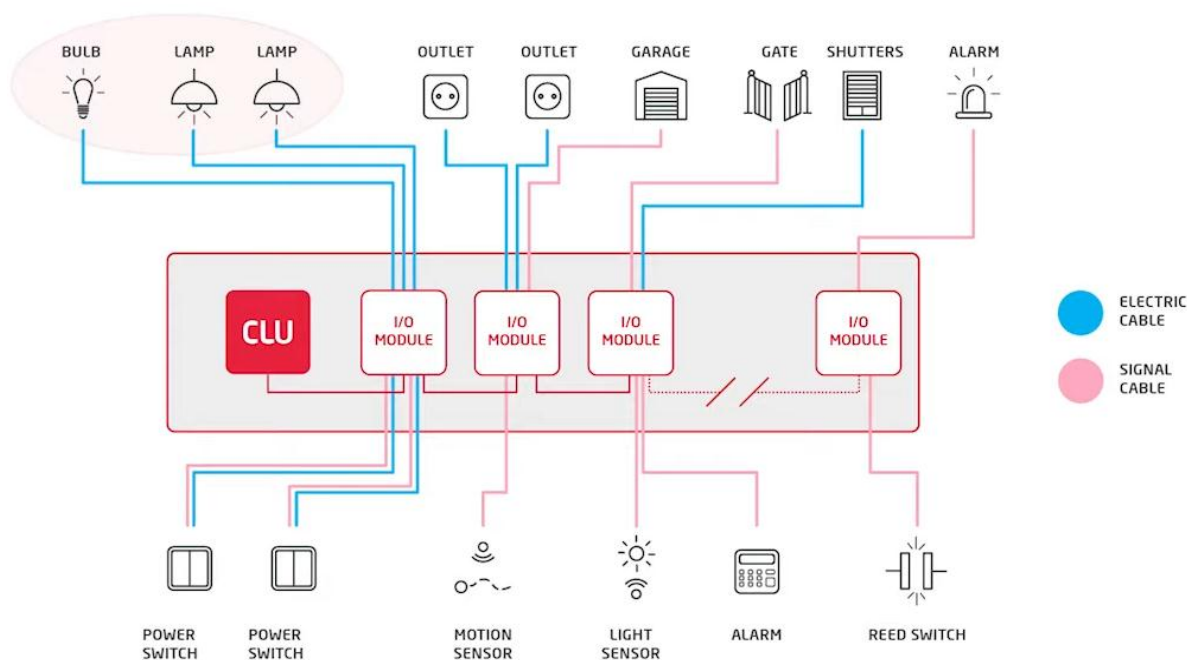 BULB
LAMP
LAMP
OUTLET
OUTLET
GARAGE
GATE
SHUTTERS
ALARM
CLU
I/O
MODULE
I/O
MODULE
I/O
MODULE
I/O
MODULE
ELECTRIC
CABLE
SIGNAL
CABLE
POWER
SWITCH
POWER
SWITCH
MOTION
SENSOR
LIGHT
SENSOR
ALARM
REED SWITCH